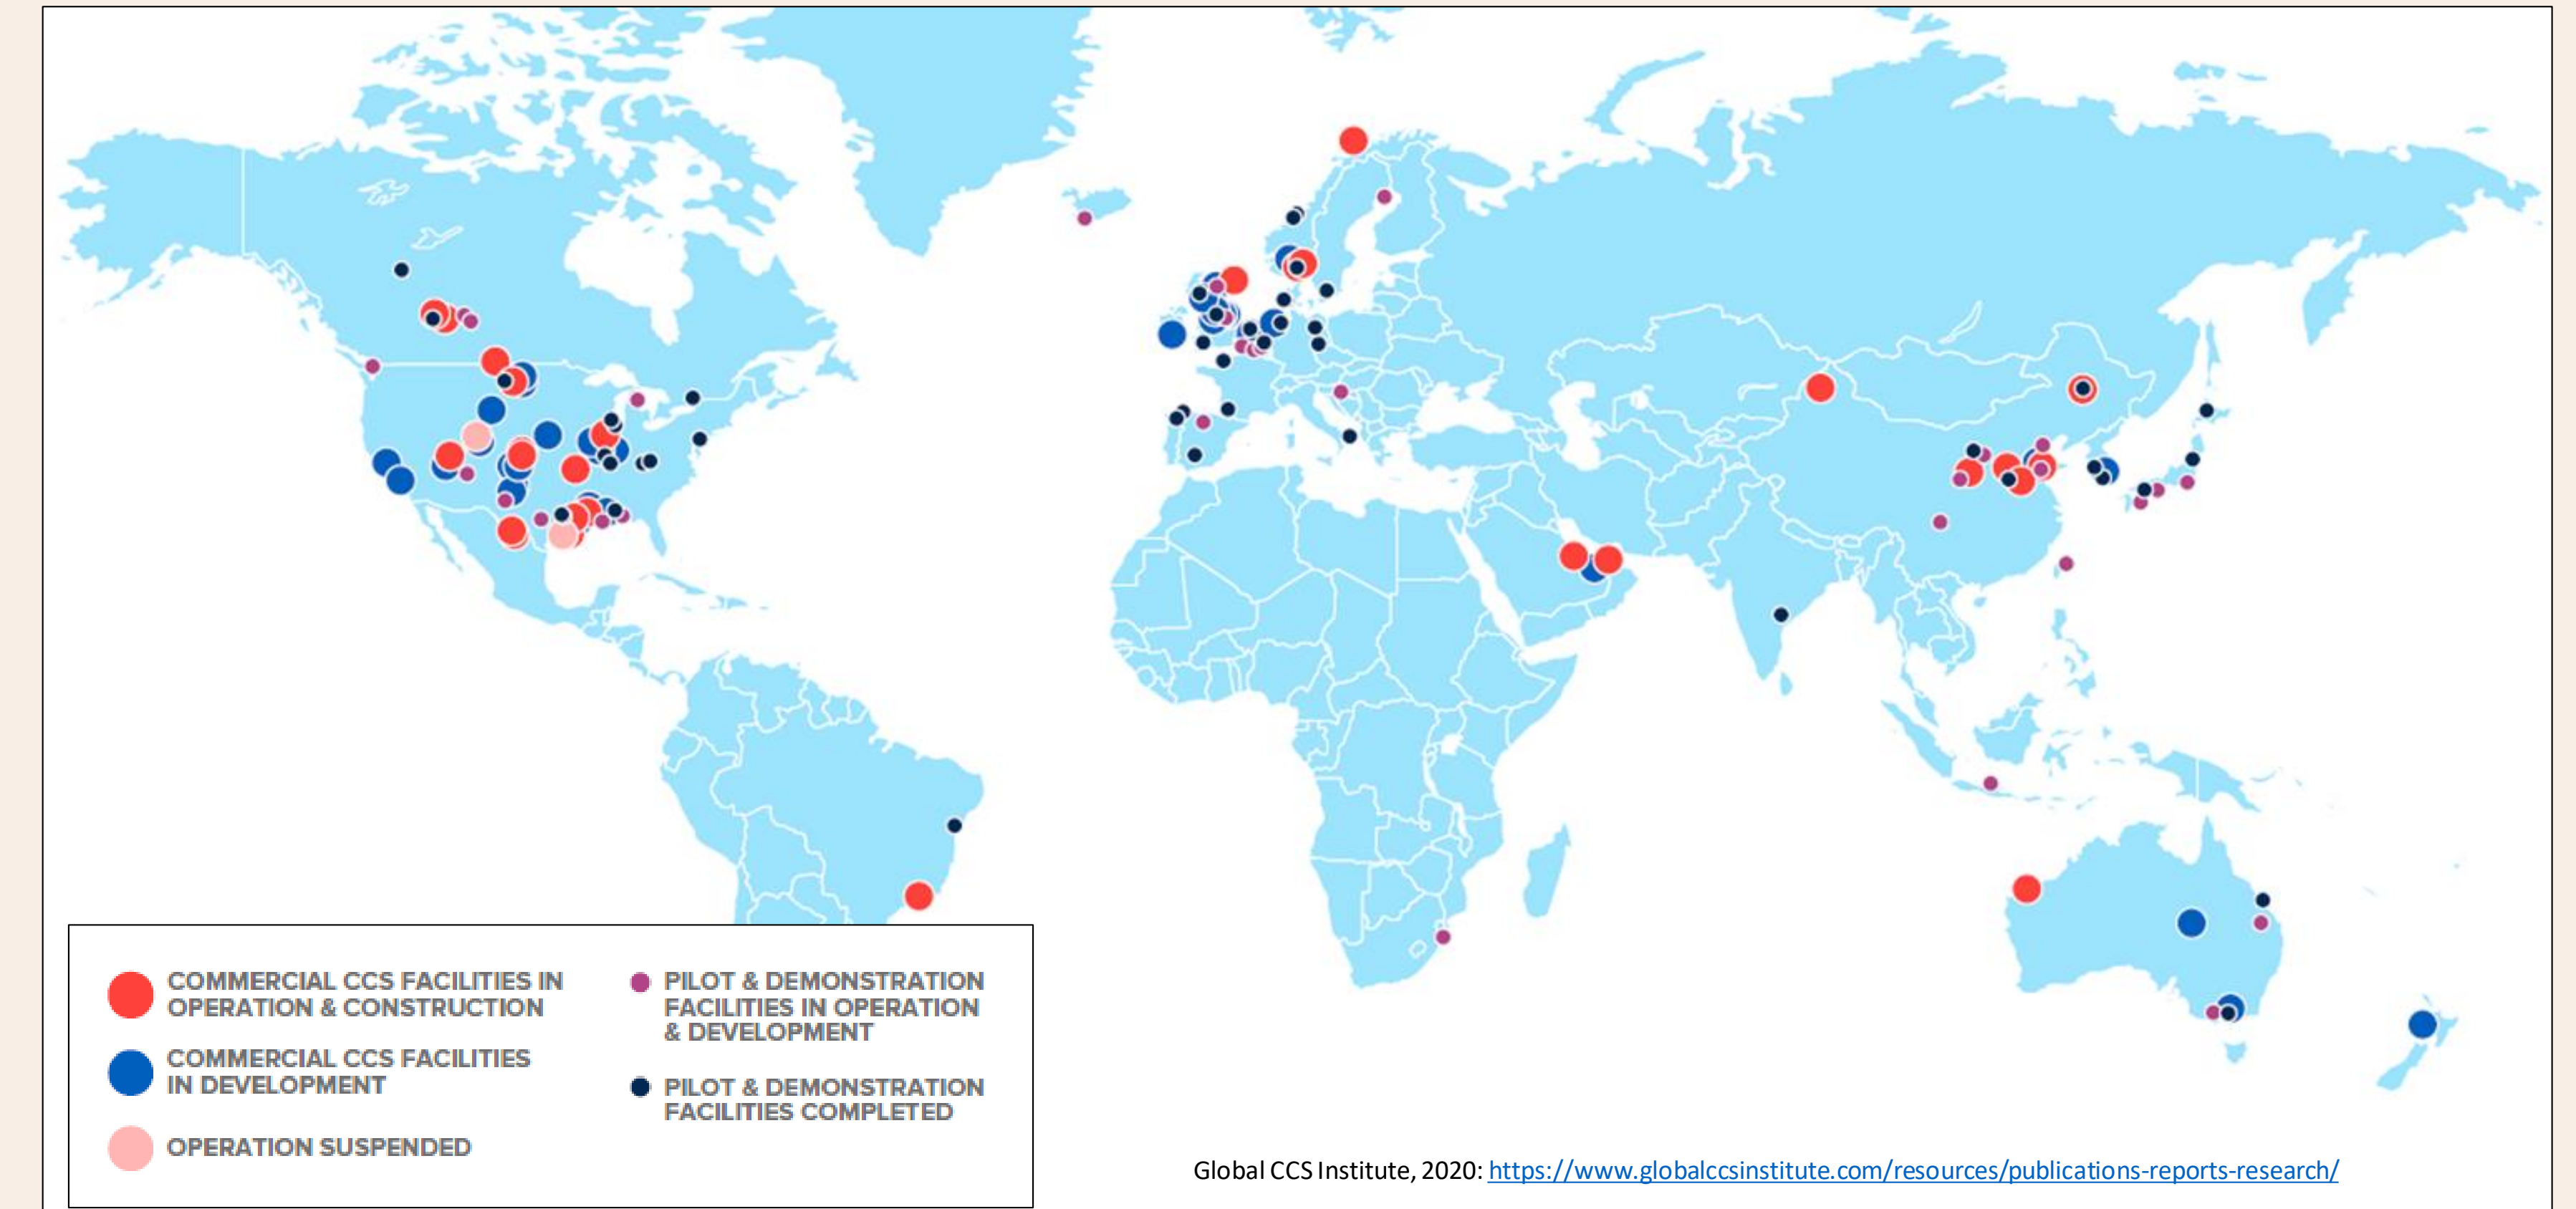 COMMERCIAL CCS FACILITIES IN
OPERATION & CONSTRUCTION
COMMERCIAL CCS FACILITIES
IN DEVELOPMENT
OPERATION SUSPENDED
PILOT & DEMONSTRATION
FACILITIES IN OPERATION
& DEVELOPMENT
PILOT & DEMONSTRATION
FACILITIES COMPLETED
Global CCS Institute, 2020: https://www.globalccsinstitute.com/resources/publications-reports-research/